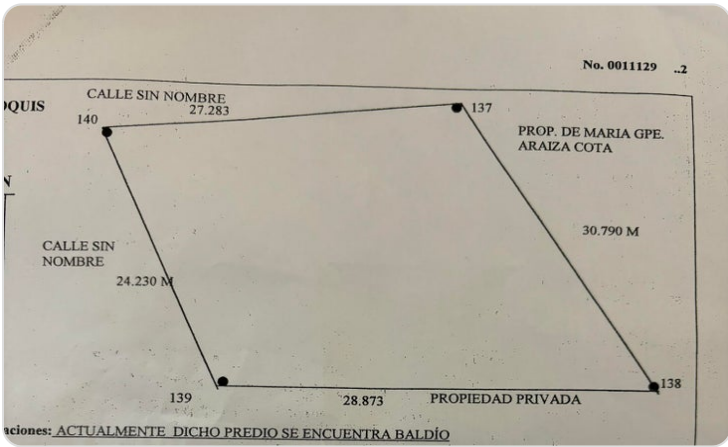 No. 0011129 ..2
OQUIS
CALLE SIN NOMBRE
27.283
140
137
PROP. DE MARIA GPE.
ARAIZA COTA
N
30.790 M
CALLE SIN
NOMBRE
24.230 M
138
139
28.873
PROPIEDAD PRIVADA
aciones: ACTUALMENTE DICHO PREDIO SE ENCUENTRA BALDÍO